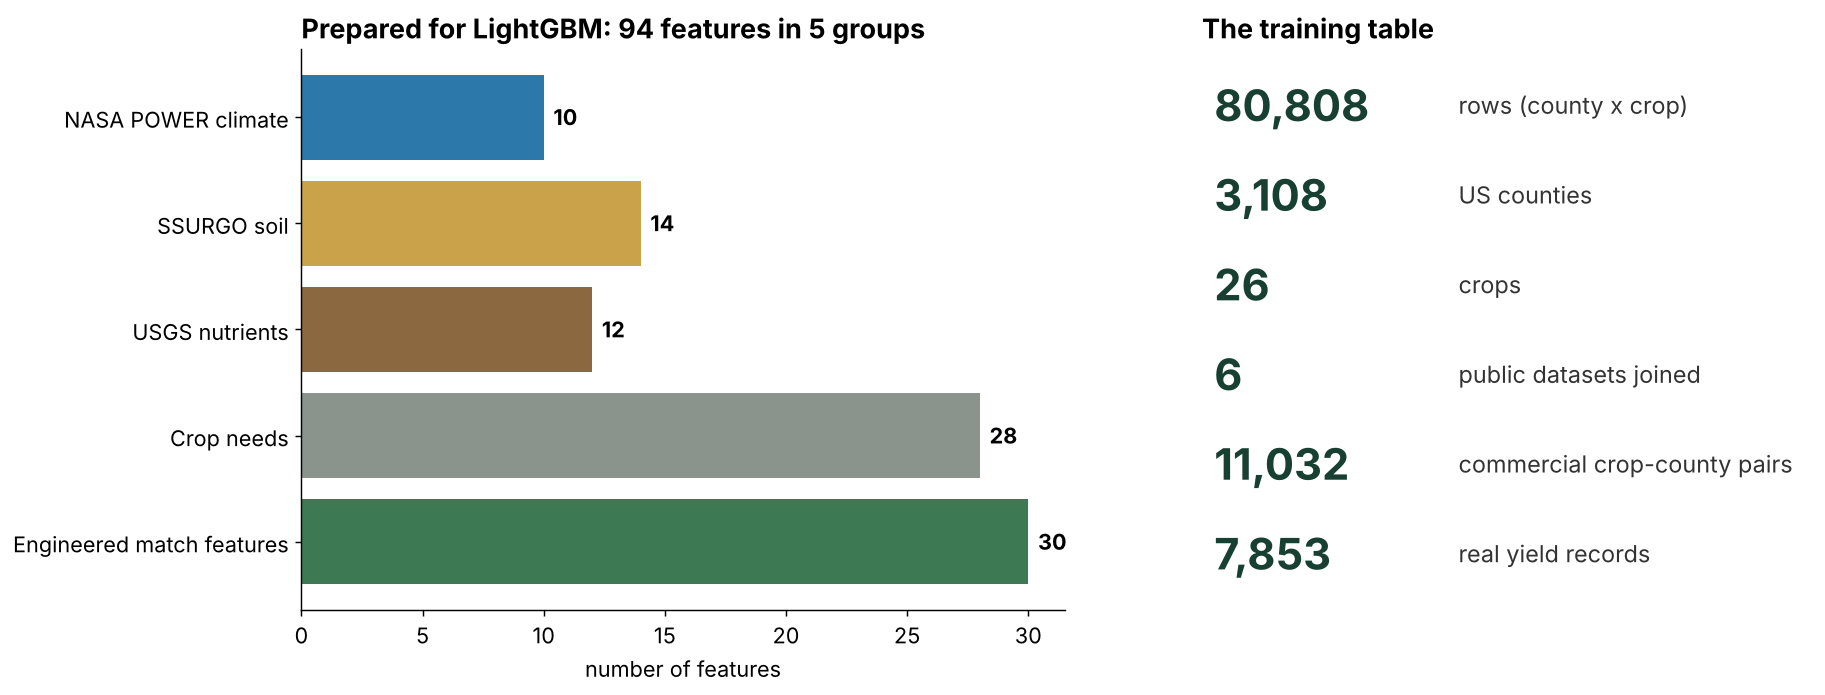 Prepared for LightGBM: 94 features in 5 groups
NASA POWER climate 10
SSURGO soil 14
USGS nutrients 12
Crop needs 28
Engineered match features 30
0 5 10 15 20 25 30
number of features
The training table
80,808 rows (county x crop)
3,108 US counties
26 crops
6 public datasets joined
11,032 commercial crop-county pairs
7,853 real yield records